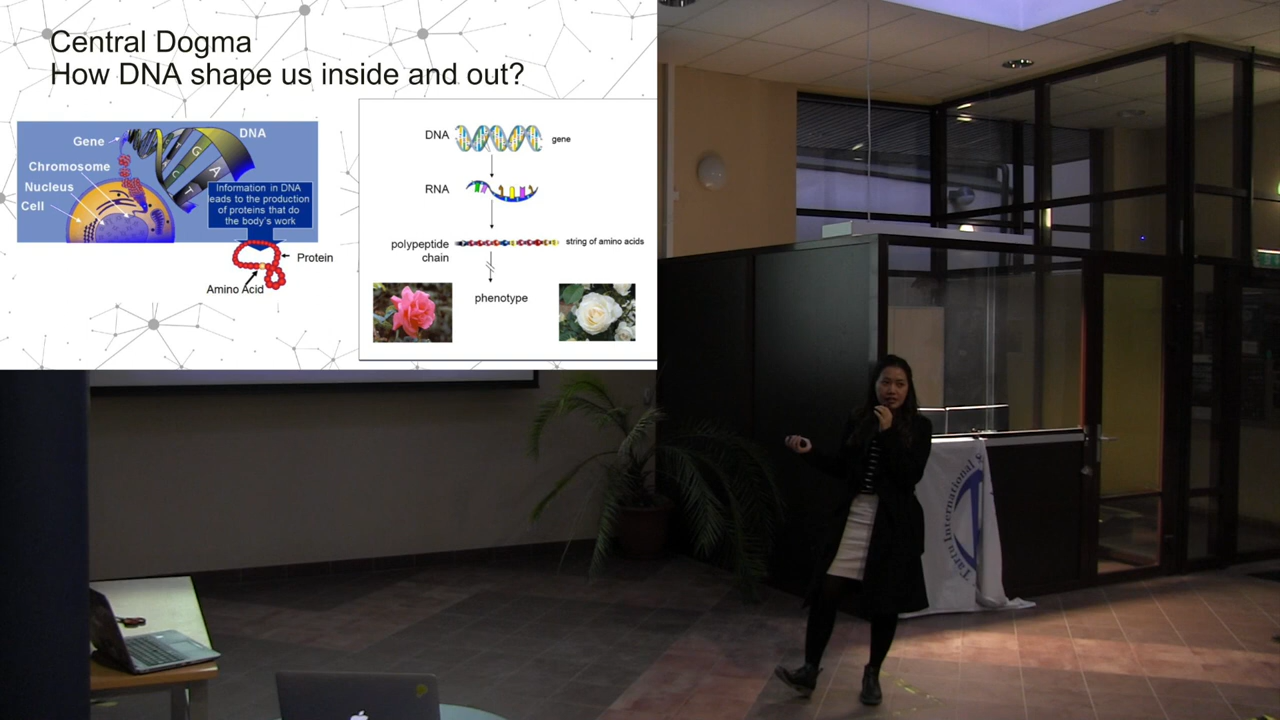 Central Dogma
How DNA shape us inside and out?
Gene
DNA
Chromosome
Nucleus
Cell
T
G
A
A
C
G
T
Information in DNA
leads to the production
of proteins that do
the body's work
Protein
Amino Acid
DNA
gene
RNA
polypeptide
chain
string of amino acids
phenotype
Tartu International